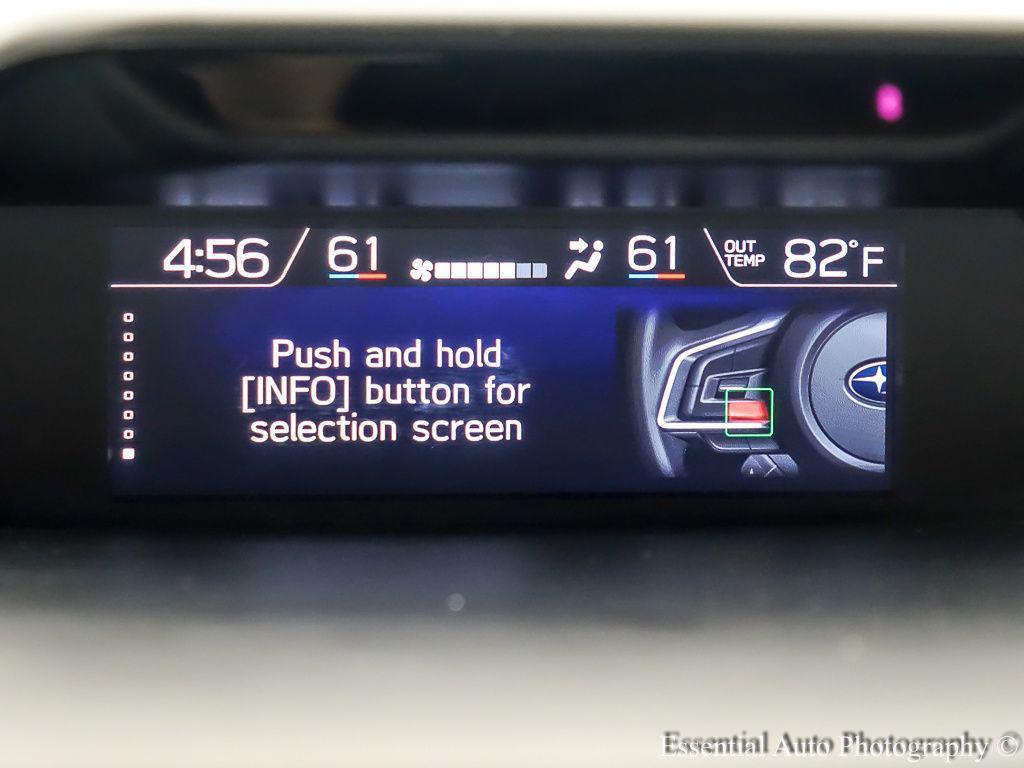 4:56 61 61 OUT TEMP 82°F
Push and hold
[INFO] button for
selection screen
Essential Auto Photography ©